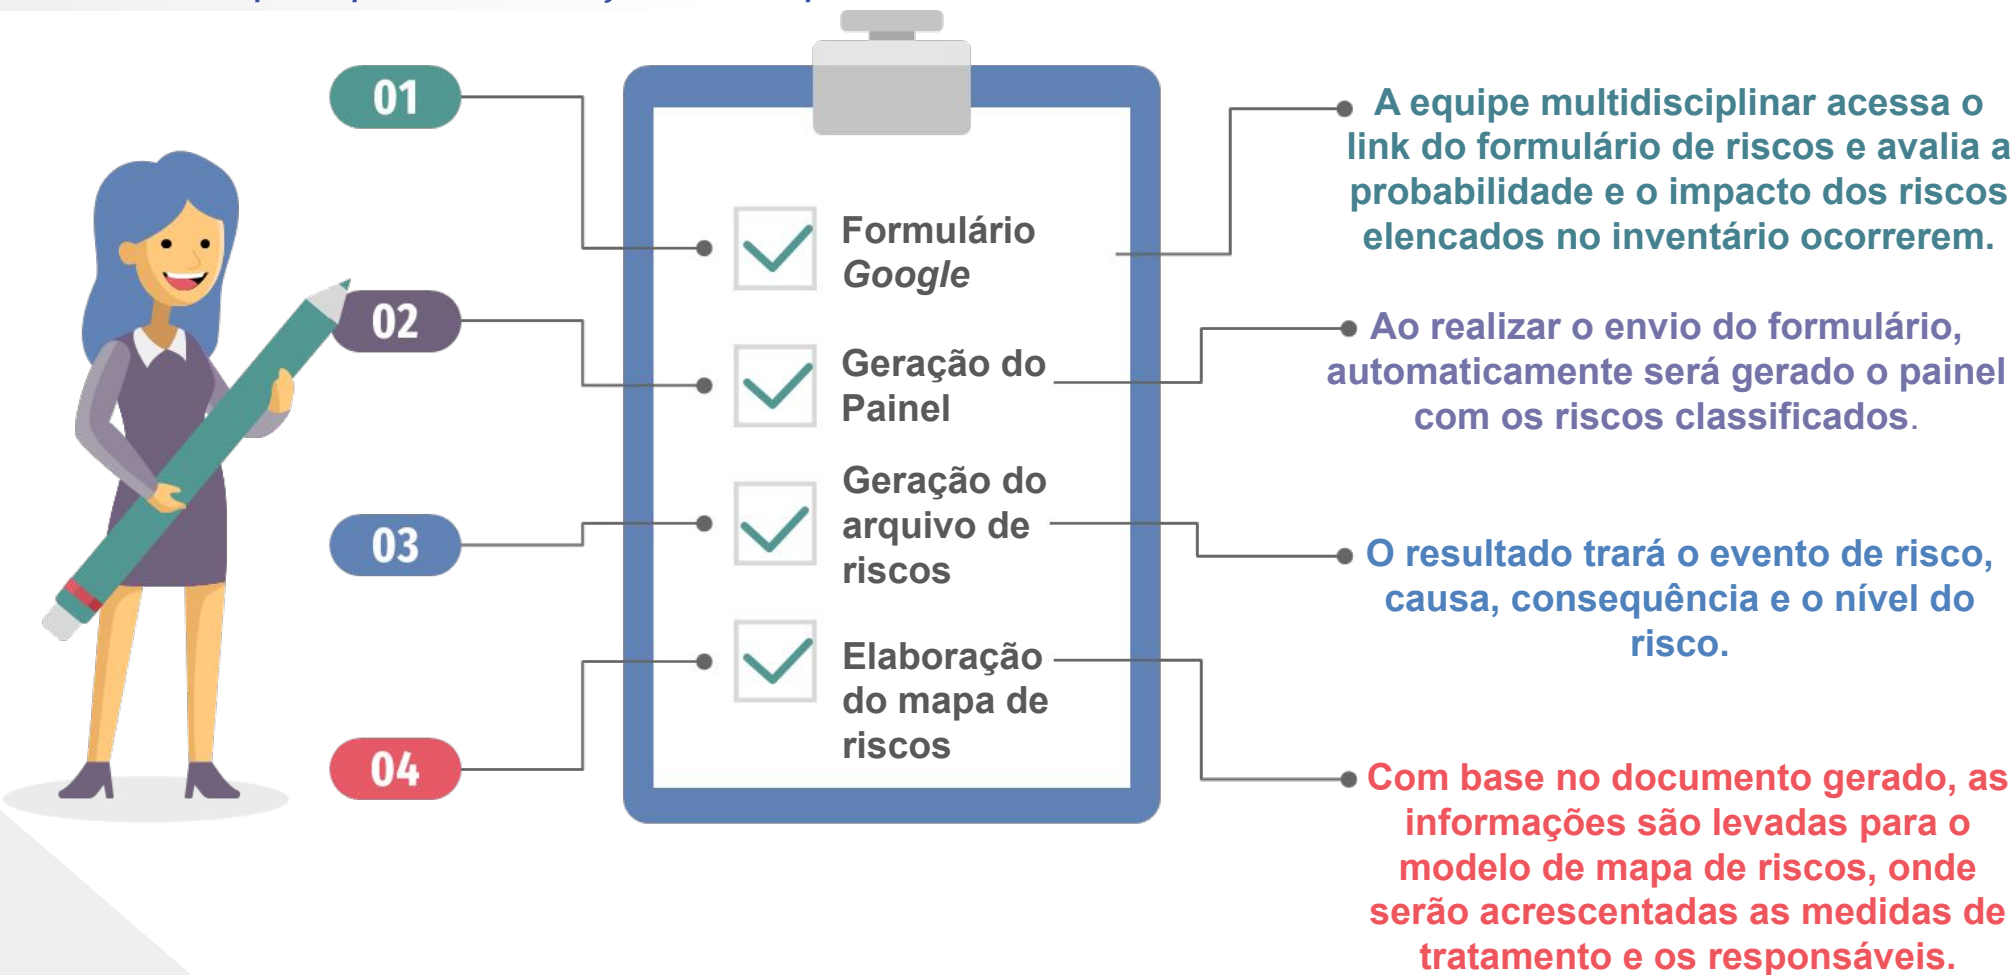 01
Formulário
Google
A equipe multidisciplinar acessa o
link do formulário de riscos e avalia a
probabilidade e o impacto dos riscos
elencados no inventário ocorrerem.
02
Geração do
Painel
Ao realizar o envio do formulário,
automaticamente será gerado o painel
com os riscos classificados.
03
Geração do
arquivo de
riscos
O resultado trará o evento de risco,
causa, consequência e o nível do
risco.
04
Elaboração
do mapa de
riscos
Com base no documento gerado, as
informações são levadas para o
modelo de mapa de riscos, onde
serão acrescentadas as medidas de
tratamento e os responsáveis.